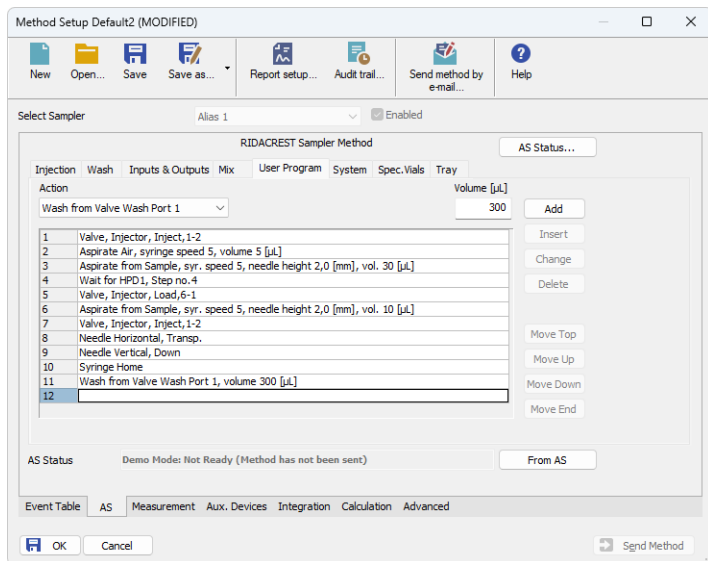 Method Setup Default2 (MODIFIED)
New Open... Save Save as... Report setup... Audit trail... Send method by e-mail... Help
Select Sampler Alias 1 Enabled
RIDACREST Sampler Method AS Status...
Injection Wash Inputs & Outputs Mix User Program System Spec.Vials Tray
Action Volume [µL]
Wash from Valve Wash Port 1 300 Add
Insert
Change
Delete
Move Top
Move Up
Move Down
Move End
1 Valve, Injector, Inject,1-2
2 Aspirate Air, syringe speed 5, volume 5 [µL]
3 Aspirate from Sample, syr. speed 5, needle height 2,0 [mm], vol. 30 [µL]
4 Wait for HPD1, Step no.4
5 Valve, Injector, Load,6-1
6 Aspirate from Sample, syr. speed 5, needle height 2,0 [mm], vol. 10 [µL]
7 Valve, Injector, Inject,1-2
8 Needle Horizontal, Transp.
9 Needle Vertical, Down
10 Syringe Home
11 Wash from Valve Wash Port 1, volume 300 [µL]
12
AS Status Demo Mode: Not Ready (Method has not been sent) From AS
Event Table AS Measurement Aux. Devices Integration Calculation Advanced
OK Cancel Send Method